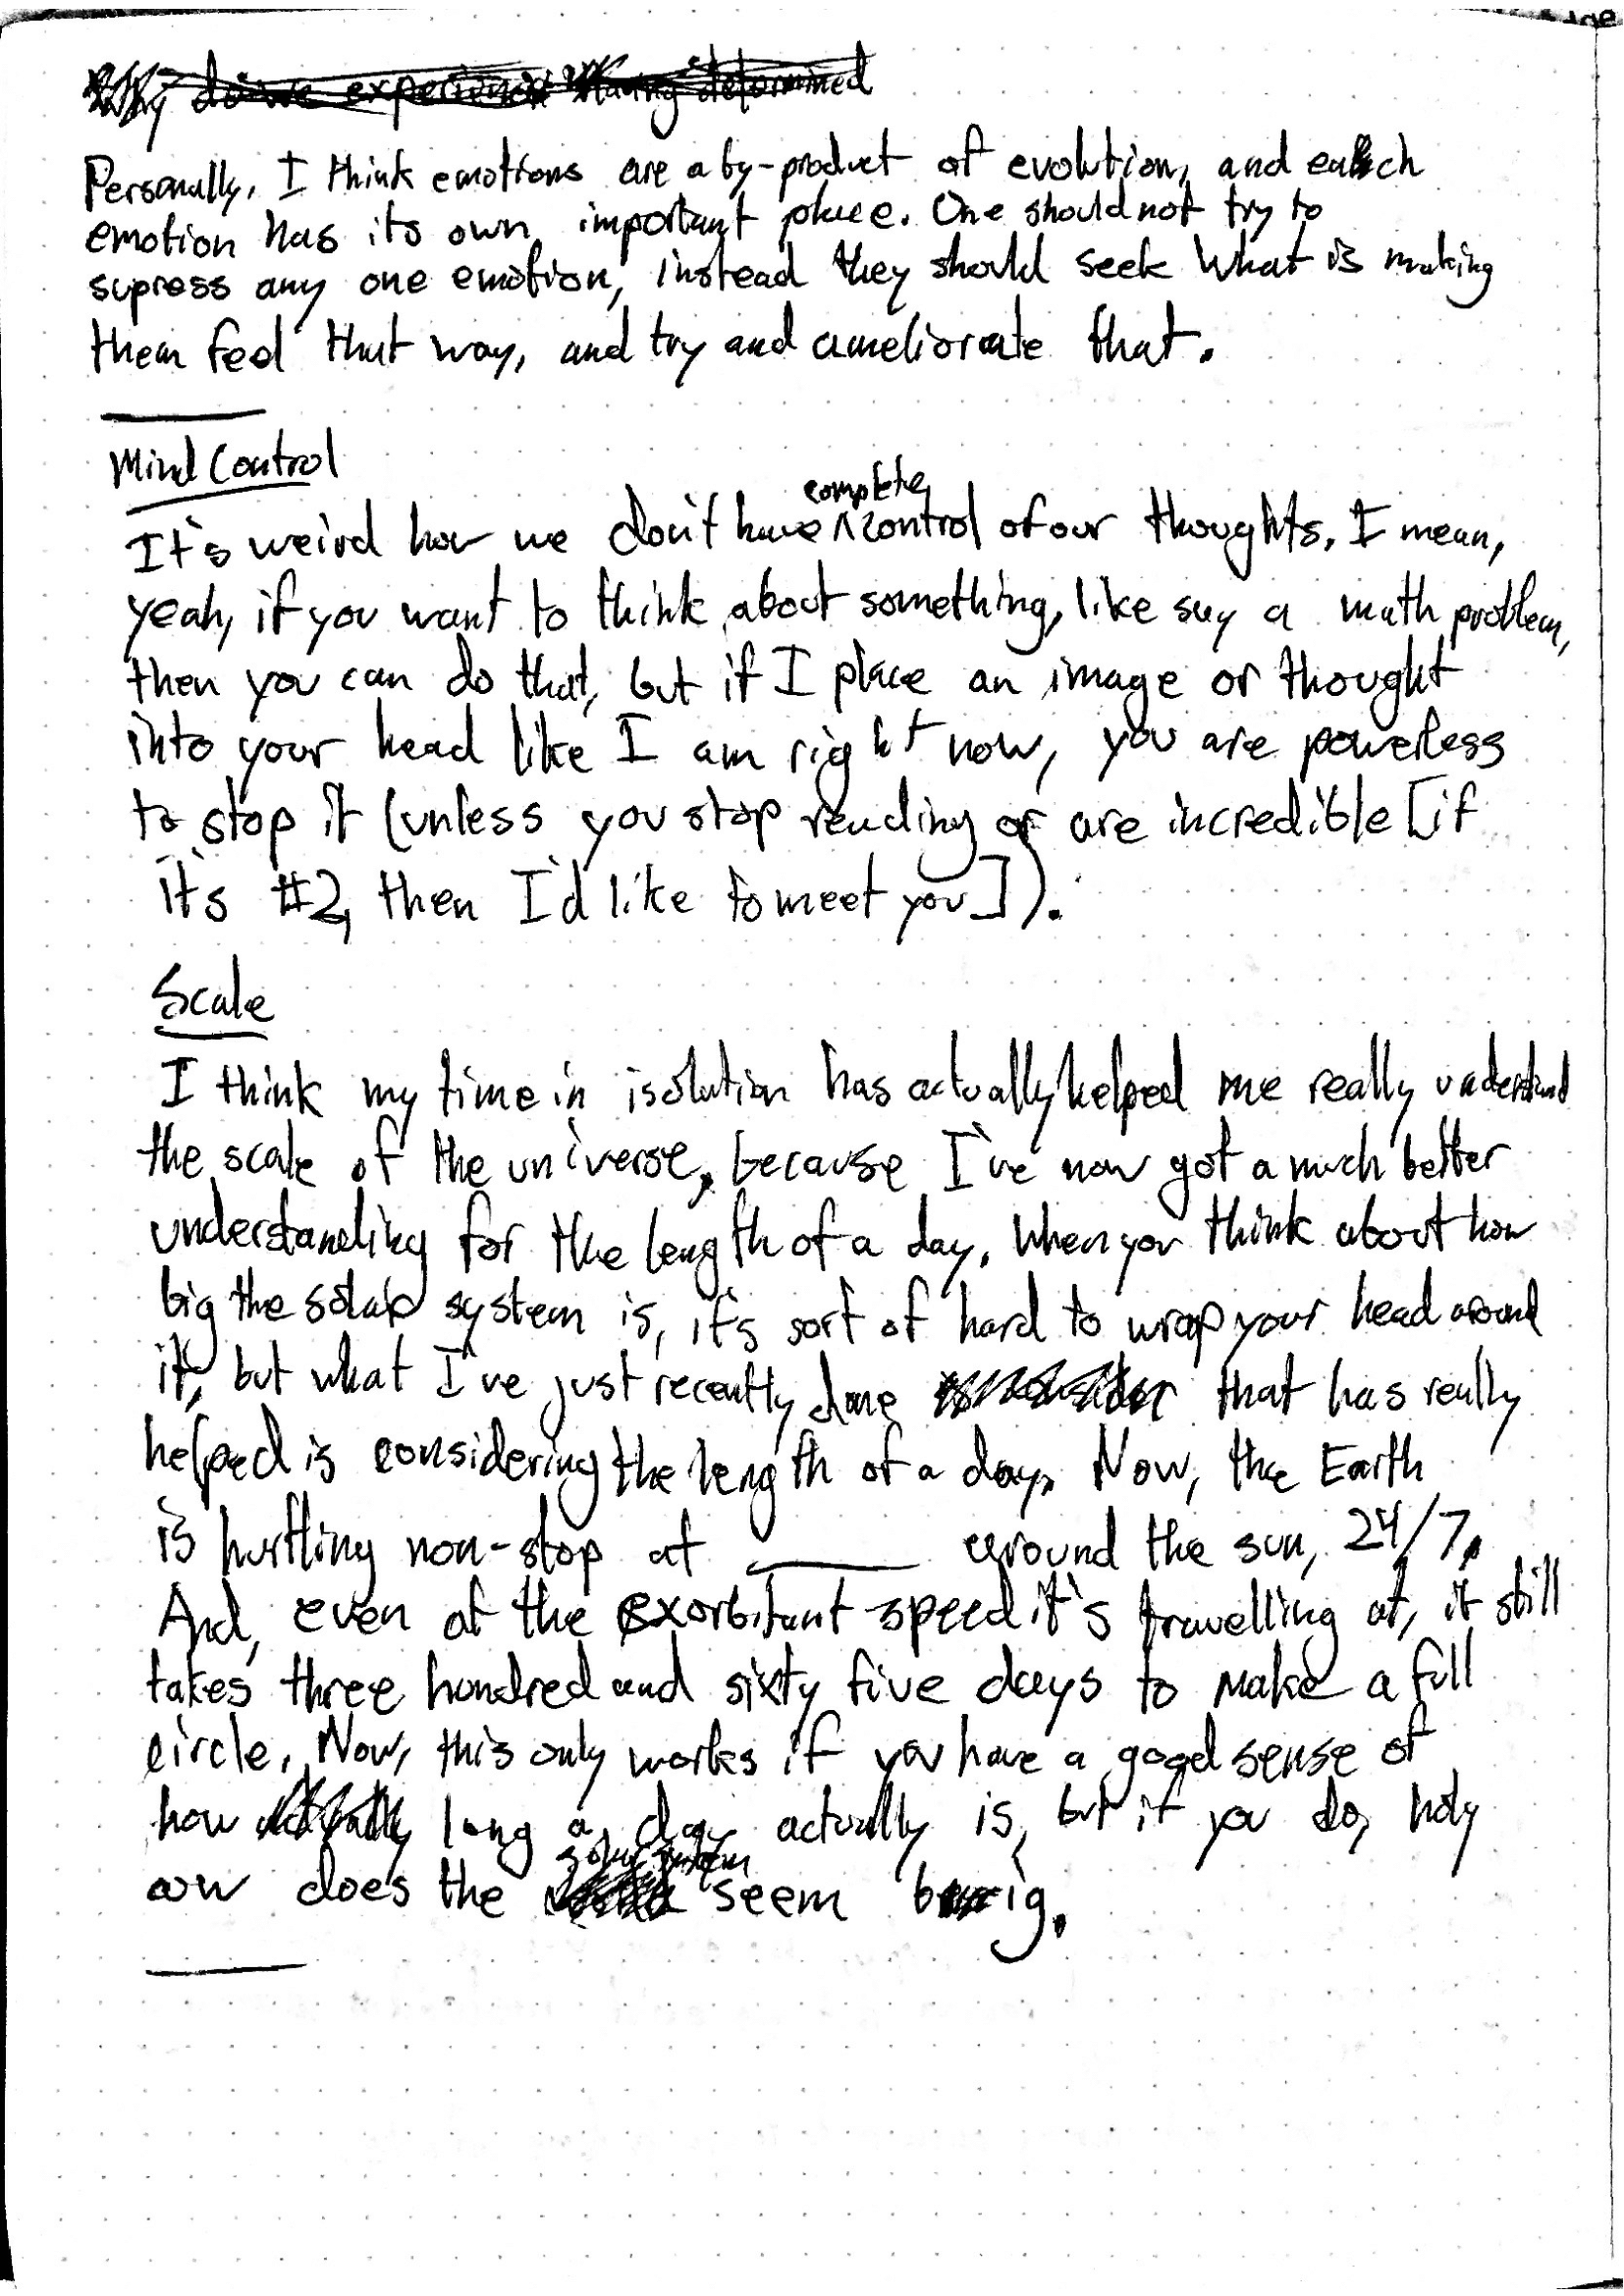 do we experience having determined
Personally, I think emotions are a by-product of evolution, and each
emotion has its own important place. One should not try to
supress any one emotion, instead they should seek what is making
them feel that way, and try and ameliorate that.
Mind Control
It's weird how we don't have complete control of our thoughts. I mean,
yeah, if you want to think about something, like say a math problem,
then you can do that, but if I place an image or thought
into your head like I am right now, you are powerless
to stop it (unless you stop reading or are incredible [if
it's #2, then I'd like to meet you]).
Scale
I think my time in isolation has actually helped me really understand
the scale of the universe, because I've now got a much better
understanding for the length of a day. When you think about how
big the solar system is, it's sort of hard to wrap your head around
it, but what I've just recently done that has really
helped is considering the length of a day. Now, the Earth
is hurtling non-stop at ______ around the sun, 24/7.
And, even at the exorbitant speed it's travelling at, it still
takes three hundred and sixty five days to make a full
circle. Now, this only works if you have a good sense of
how long a day actually is, but if you do, holy
cow does the solar system seem big.